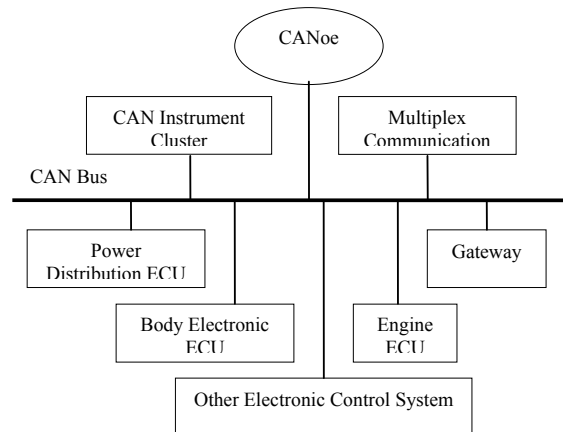 CANoe
CAN Instrument
Cluster
Multiplex
Communication
CAN Bus
Power
Distribution ECU
Gateway
Body Electronic
ECU
Engine
ECU
Other Electronic Control System